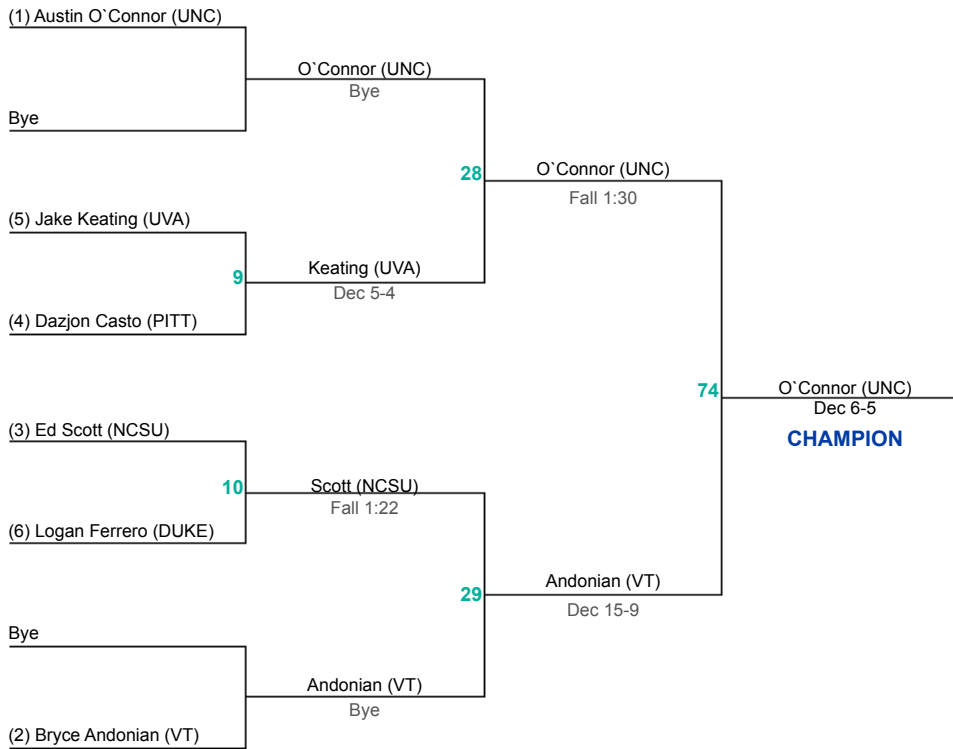 (1) Austin O`Connor (UNC)
O`Connor (UNC)
Bye
Bye
28
O`Connor (UNC)
Fall 1:30
(5) Jake Keating (UVA)
9
Keating (UVA)
Dec 5-4
(4) Dazjon Casto (PITT)
74
O`Connor (UNC)
Dec 6-5
CHAMPION
(3) Ed Scott (NCSU)
10
Scott (NCSU)
Fall 1:22
(6) Logan Ferrero (DUKE)
29
Andonian (VT)
Dec 15-9
Bye
Andonian (VT)
Bye
(2) Bryce Andonian (VT)